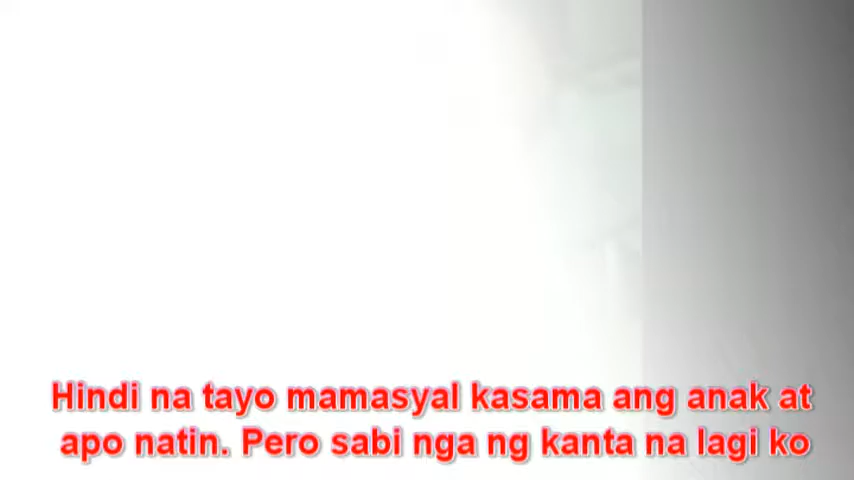 Hindi na tayo mamasyal kasama ang anak at
apo natin. Pero sabi nga ng kanta na lagi ko